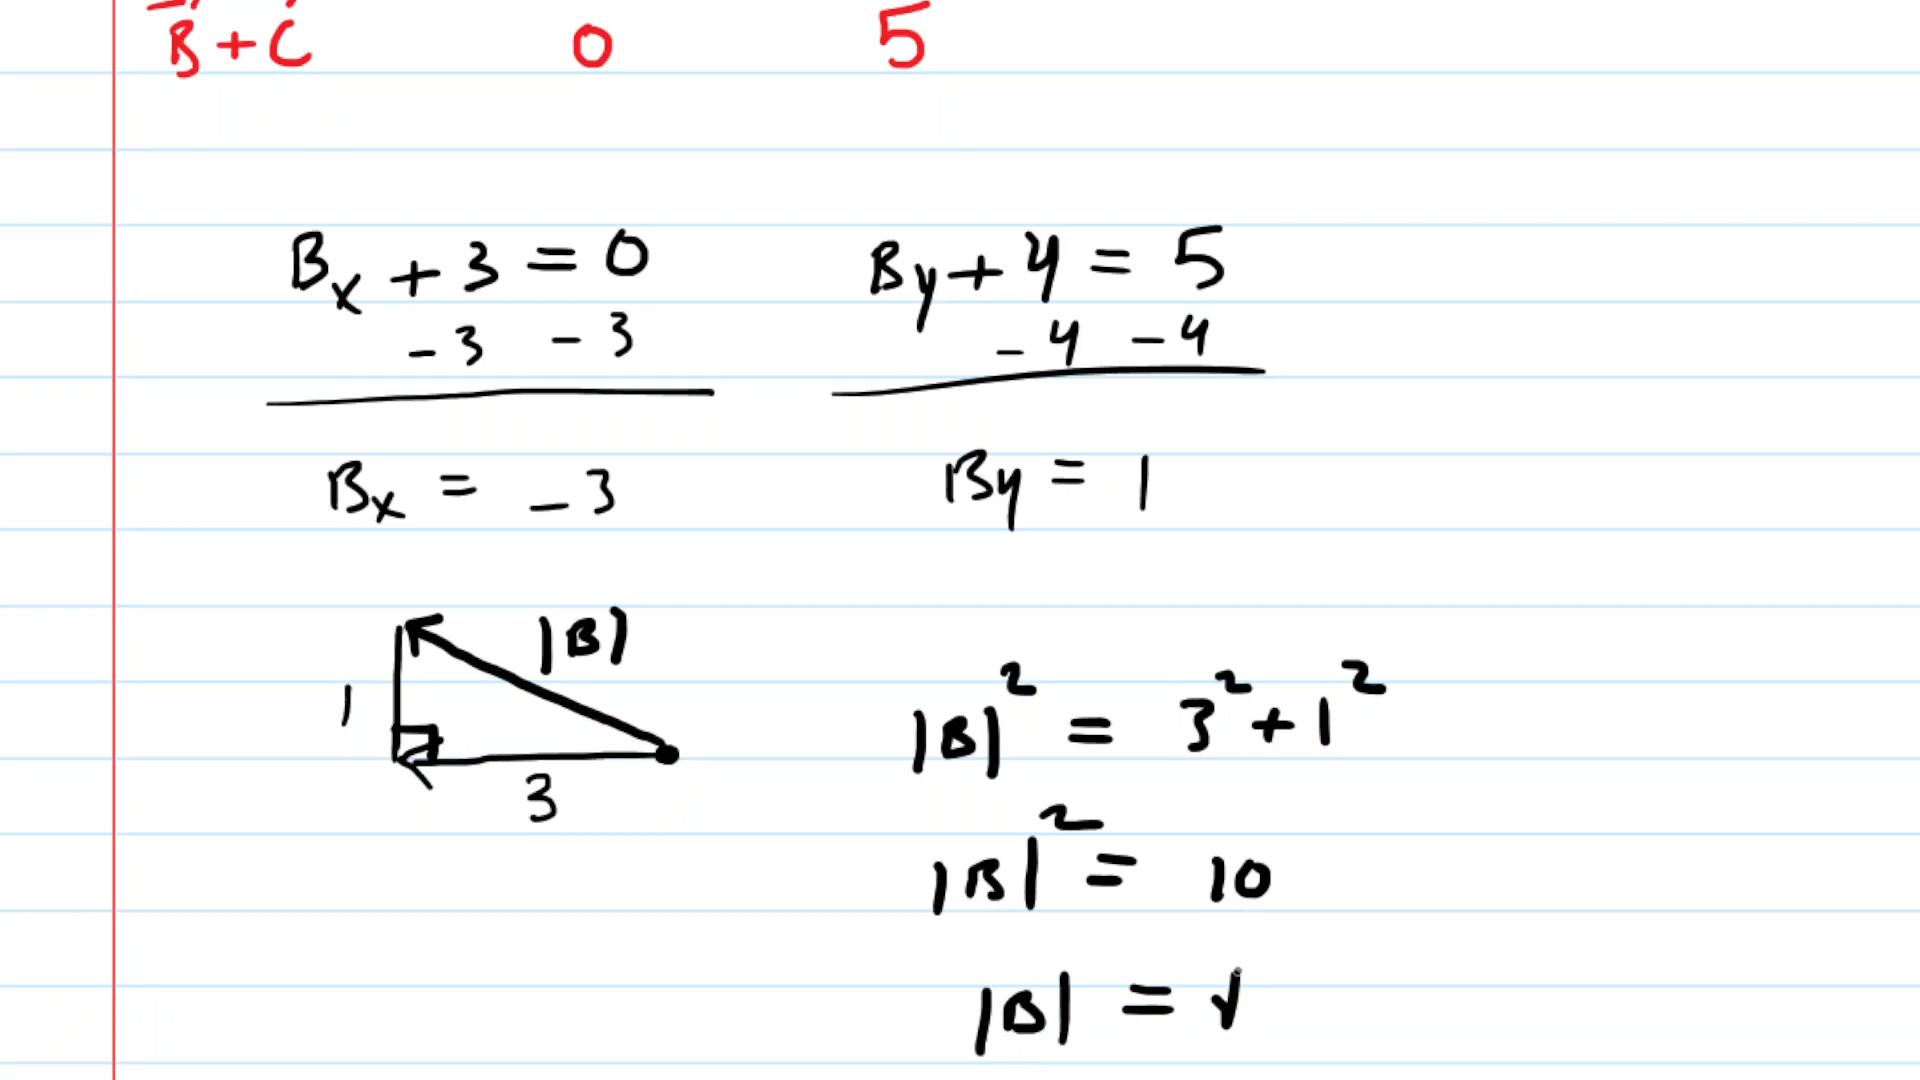 B + C 0 5
Bx + 3 = 0 By + 4 = 5
- 3 - 3 - 4 - 4
Bx = - 3 By = 1
|B|
1
3
|B|² = 3² + 1²
|B|² = 10
|B| = √